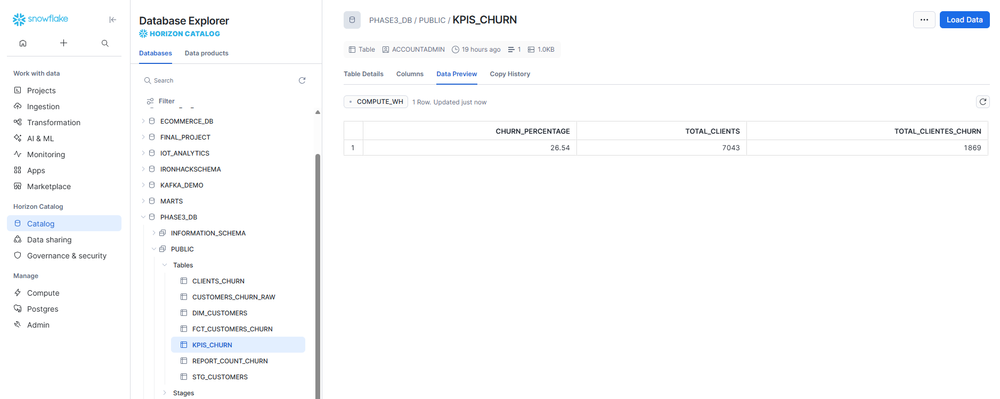 snowflake
Work with data
Projects
Ingestion
Transformation
AI & ML
Monitoring
Apps
Marketplace
Horizon Catalog
Catalog
Data sharing
Governance & security
Manage
Compute
Postgres
Admin
Database Explorer
HORIZON CATALOG
Databases Data products
Search
Filter
ECOMMERCE_DB
FINAL_PROJECT
IOT_ANALYTICS
IRONHACKSCHEMA
KAFKA_DEMO
MARTS
PHASE3_DB
INFORMATION_SCHEMA
PUBLIC
Tables
CLIENTS_CHURN
CUSTOMERS_CHURN_RAW
DIM_CUSTOMERS
FCT_CUSTOMERS_CHURN
KPIS_CHURN
REPORT_COUNT_CHURN
STG_CUSTOMERS
Stages
PHASE3_DB / PUBLIC / KPIS_CHURN
... Load Data
Table ACCOUNTADMIN 19 hours ago 1 1.0KB
Table Details Columns Data Preview Copy History
COMPUTE_WH 1 Row. Updated just now
CHURN_PERCENTAGE TOTAL_CLIENTS TOTAL_CLIENTES_CHURN
1 26.54 7043 1869